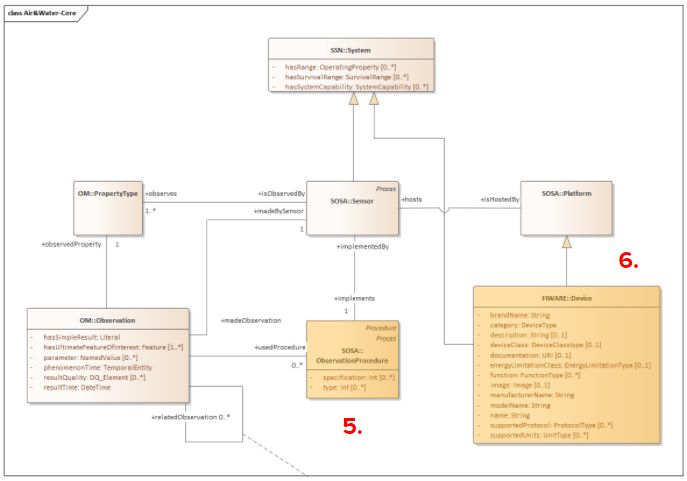 class Air&Water-Core
SSN::System
- hasRange: OperatingProperty [0..*]
- hasSurvivalRange: SurvivalRange [0..*]
- hasSystemCapability: SystemCapability [0..*]
OM::PropertyType
+observes
1..*
+isObservedBy
Proces
SOSA::Sensor
+hosts
+isHostedBy
SOSA::Platform
+madeBySensor
1
+observedProperty
1
+implementedBy
6.
OM::Observation
- hasSimpleResult: Literal
- hasUltimateFeatureOfInterest: Feature [1..*]
- parameter: NamedValue [0..*]
- phenomenonTime: TemporalEntity
- resultQuality: DQ_Element [0..*]
- resultTime: DateTime
+madeObservation
+implements
1
+usedProcedure
0..*
Procedure
Proces
SOSA::
ObservationProcedure
- specification: int [0..*]
- type: int [0..*]
FIWARE::Device
- brandName: String
- category: DeviceType
- description: String [0..1]
- deviceClass: DeviceClasstype [0..1]
- documentation: URI [0..1]
- energyLimitationClass: EnergyLimitationType [0..1]
- function: FunctionType [0..*]
- image: Image [0..1]
- manufacturerName: String
- modelName: String
- name: String
- supportedProtocol: ProtocolType [0..*]
- supportedUnits: UnitType [0..*]
+relatedObservation 0..*
5.